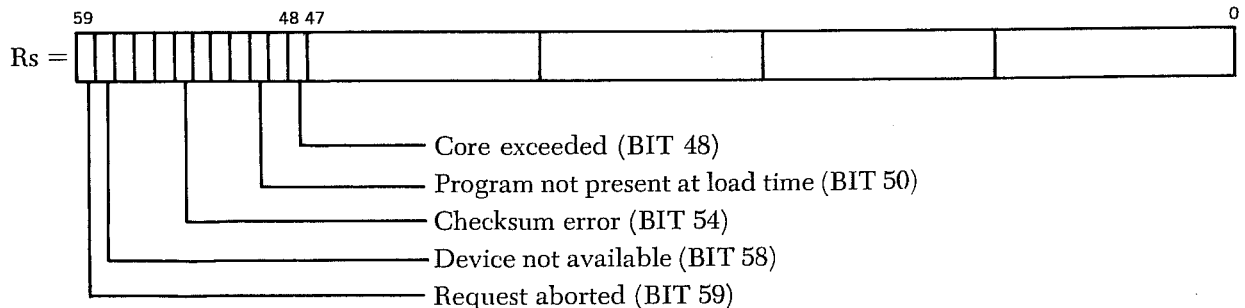 59 48 47 0
Rs =
Core exceeded (BIT 48)
Program not present at load time (BIT 50)
Checksum error (BIT 54)
Device not available (BIT 58)
Request aborted (BIT 59)